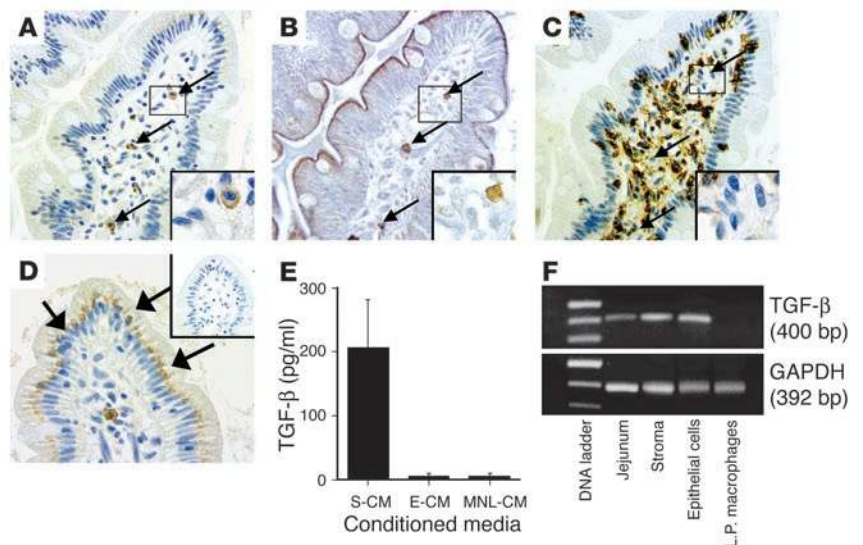 A
B
C
D
E
F
300
200
100
0
TGF-β (pg/ml)
S-CM E-CM MNL-CM
Conditioned media
TGF-β
(400 bp)
GAPDH
(392 bp)
DNA ladder
Jejunum
Stroma
Epithelial cells
L.P. macrophages